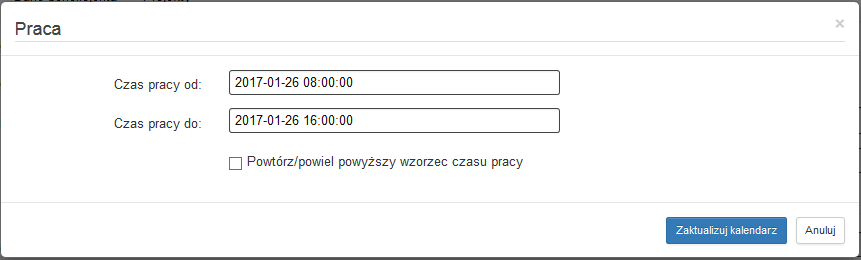 Praca
×
Czas pracy od:
2017-01-26 08:00:00
Czas pracy do:
2017-01-26 16:00:00
Powtórz/powiel powyższy wzorzec czasu pracy
Zaktualizuj kalendarz
Anuluj